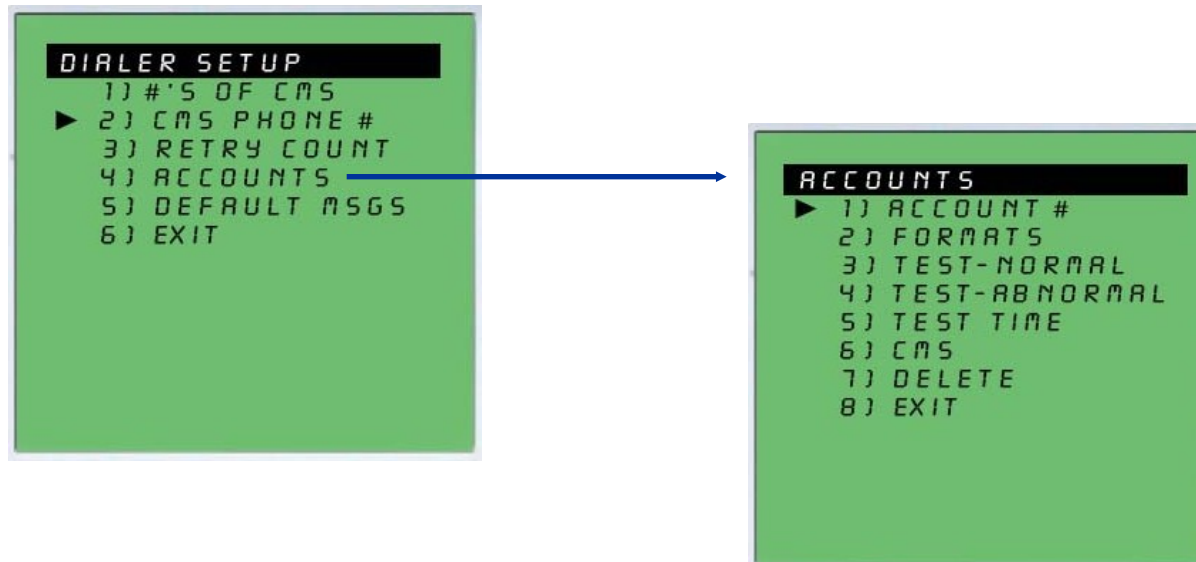 DIALER SETUP
1) #'S OF CMS
▶ 2) CMS PHONE #
3) RETRY COUNT
4) ACCOUNTS
5) DEFAULT MSGS
6) EXIT
ACCOUNTS
▶ 1) ACCOUNT #
2) FORMATS
3) TEST-NORMAL
4) TEST-ABNORMAL
5) TEST TIME
6) CMS
7) DELETE
8) EXIT